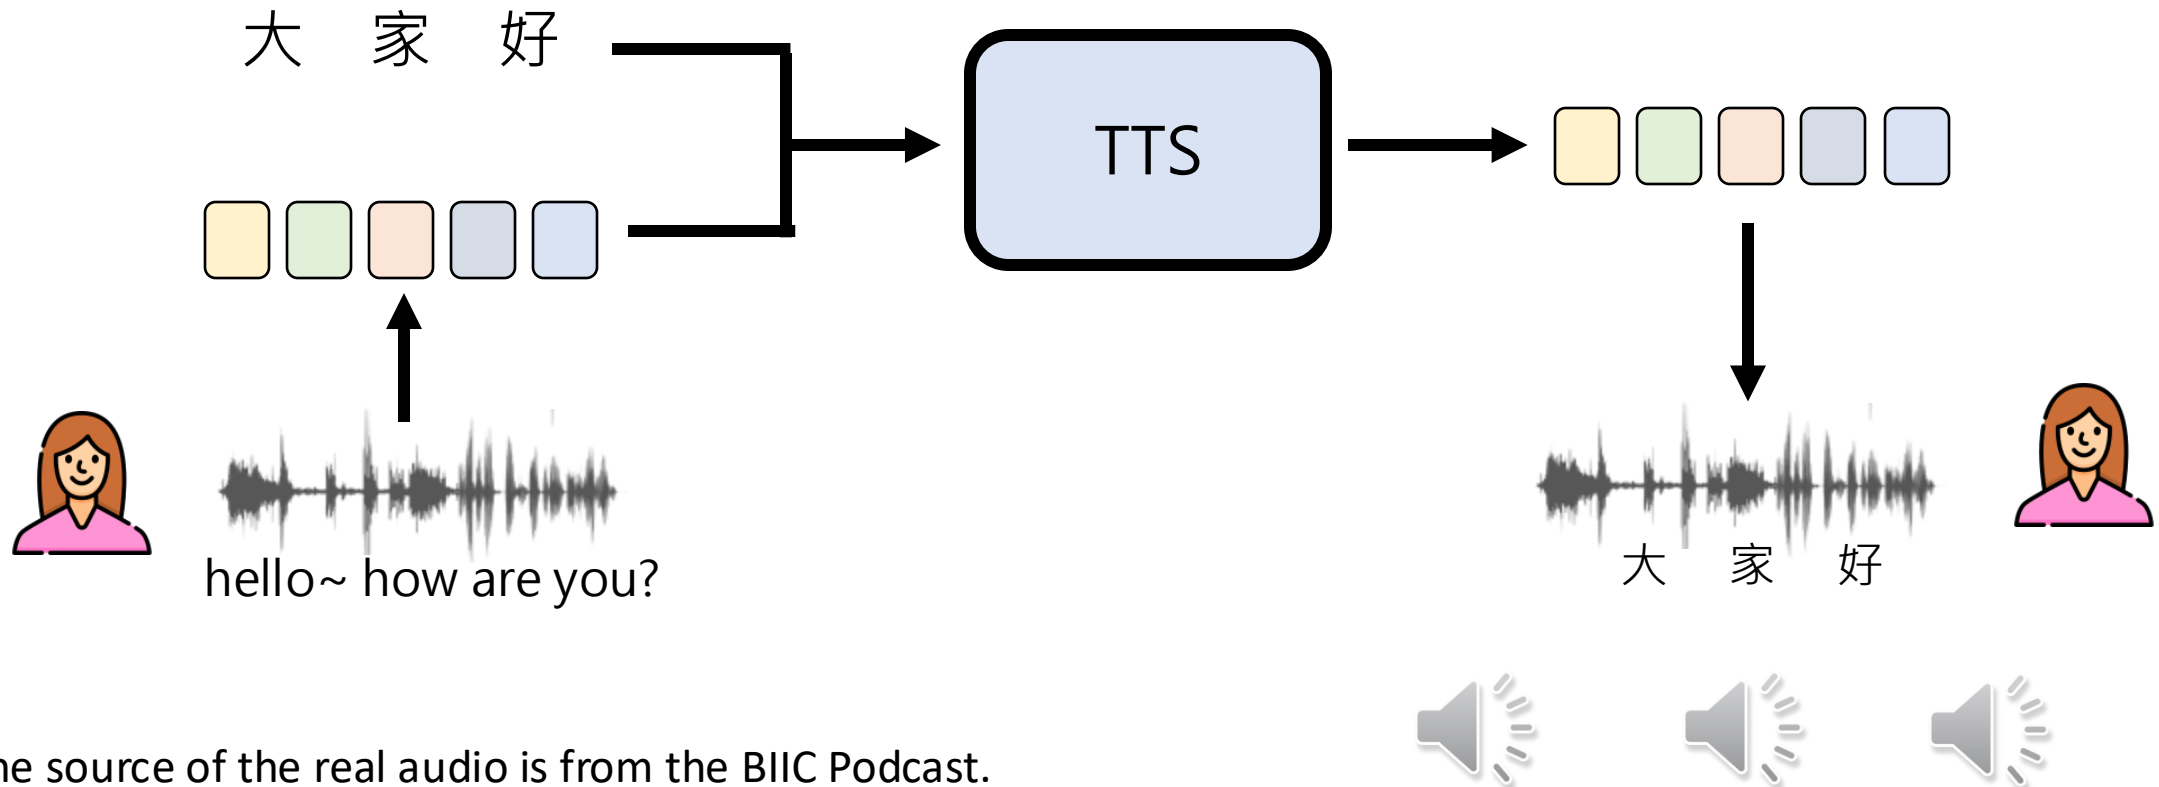 大 家 好
TTS
hello~ how are you?
大 家 好
he source of the real audio is from the BIIC Podcast.